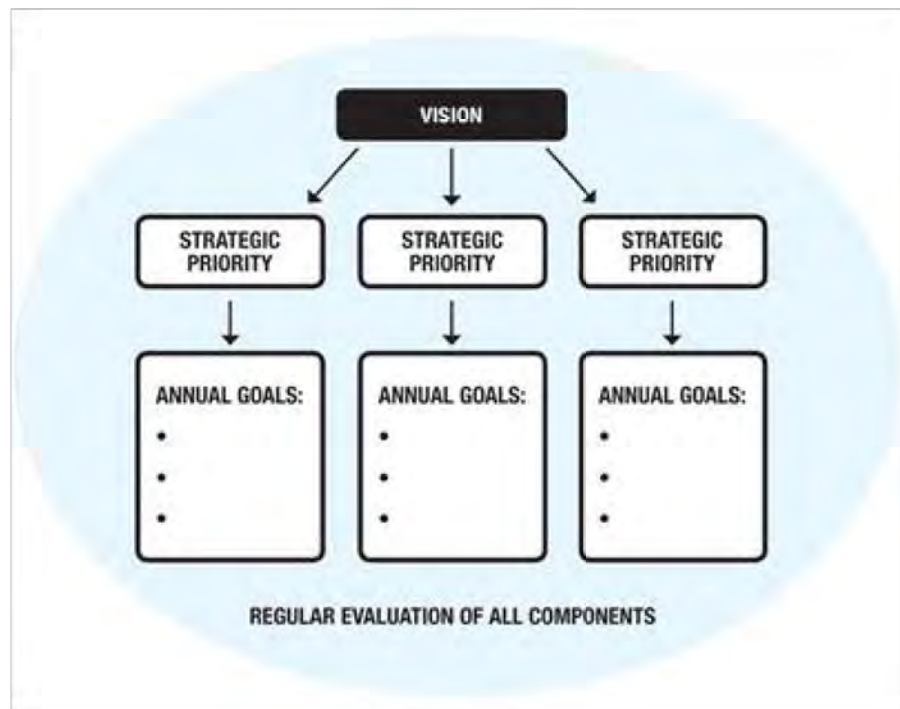 VISION
STRATEGIC
PRIORITY
STRATEGIC
PRIORITY
STRATEGIC
PRIORITY
ANNUAL GOALS:
•
•
•
ANNUAL GOALS:
•
•
•
ANNUAL GOALS:
•
•
•
REGULAR EVALUATION OF ALL COMPONENTS